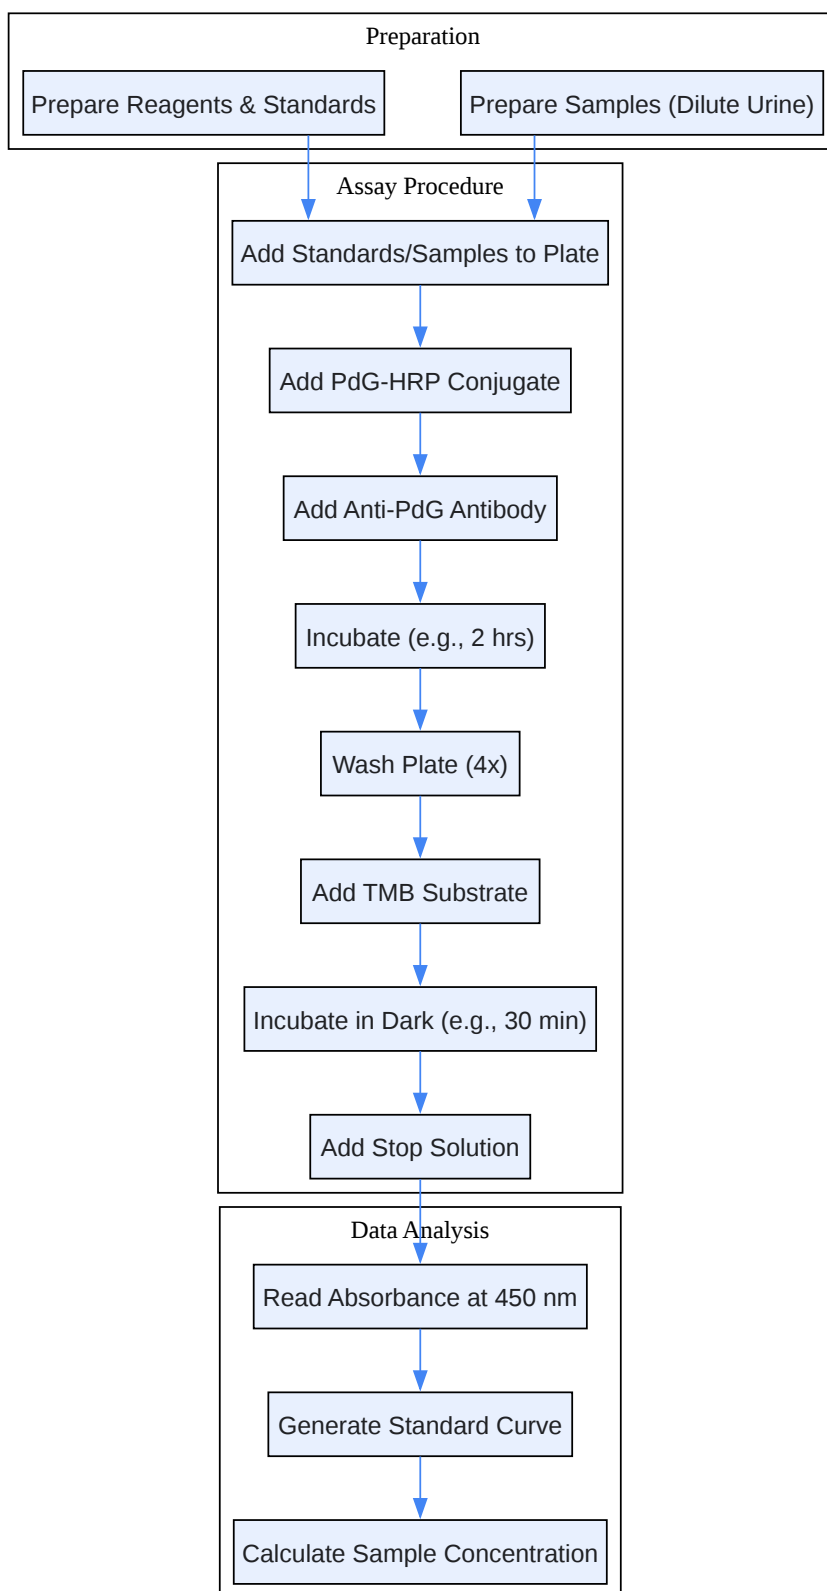 Preparation
Prepare Reagents & Standards
Prepare Samples (Dilute Urine)
Assay Procedure
Add Standards/Samples to Plate
Add PdG-HRP Conjugate
Add Anti-PdG Antibody
Incubate (e.g., 2 hrs)
Wash Plate (4x)
Add TMB Substrate
Incubate in Dark (e.g., 30 min)
Add Stop Solution
Data Analysis
Read Absorbance at 450 nm
Generate Standard Curve
Calculate Sample Concentration